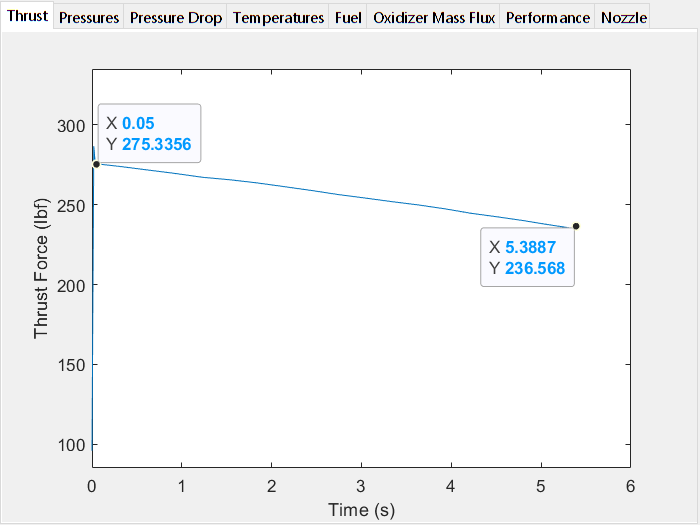 Thrust Pressures Pressure Drop Temperatures Fuel Oxidizer Mass Flux Performance Nozzle
X 0.05
Y 275.3356
X 5.3887
Y 236.568
300
250
200
150
100
Thrust Force (lbf)
0 1 2 3 4 5 6
Time (s)